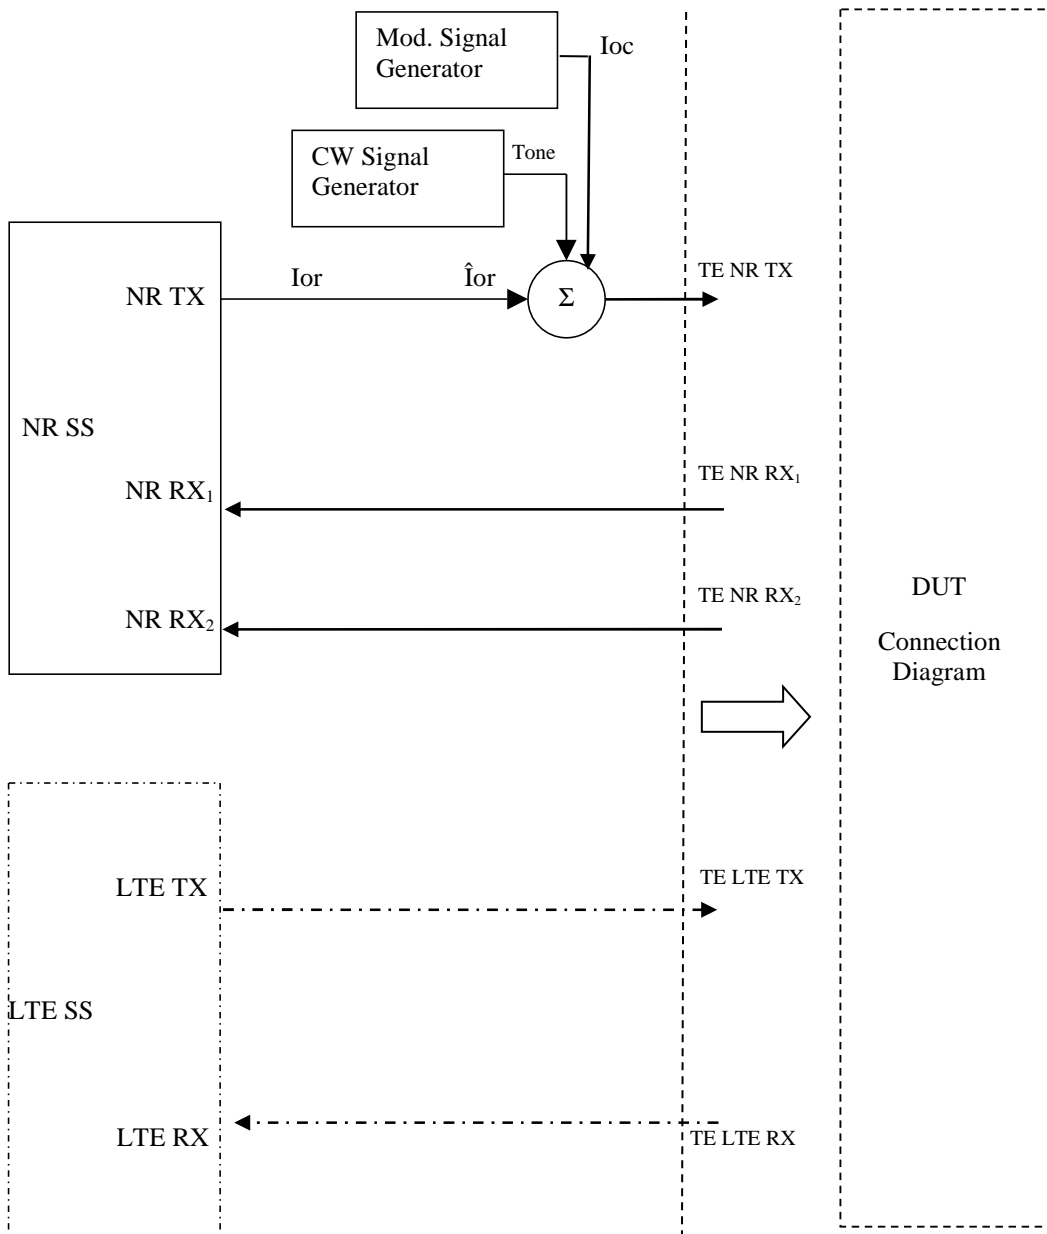 Mod. Signal
Generator
Ioc
CW Signal
Generator
Tone
NR TX
Ior
Îor
Σ
TE NR TX
NR SS
NR RX₁
TE NR RX₁
NR RX₂
TE NR RX₂
DUT
Connection
Diagram
LTE TX
TE LTE TX
LTE SS
LTE RX
TE LTE RX